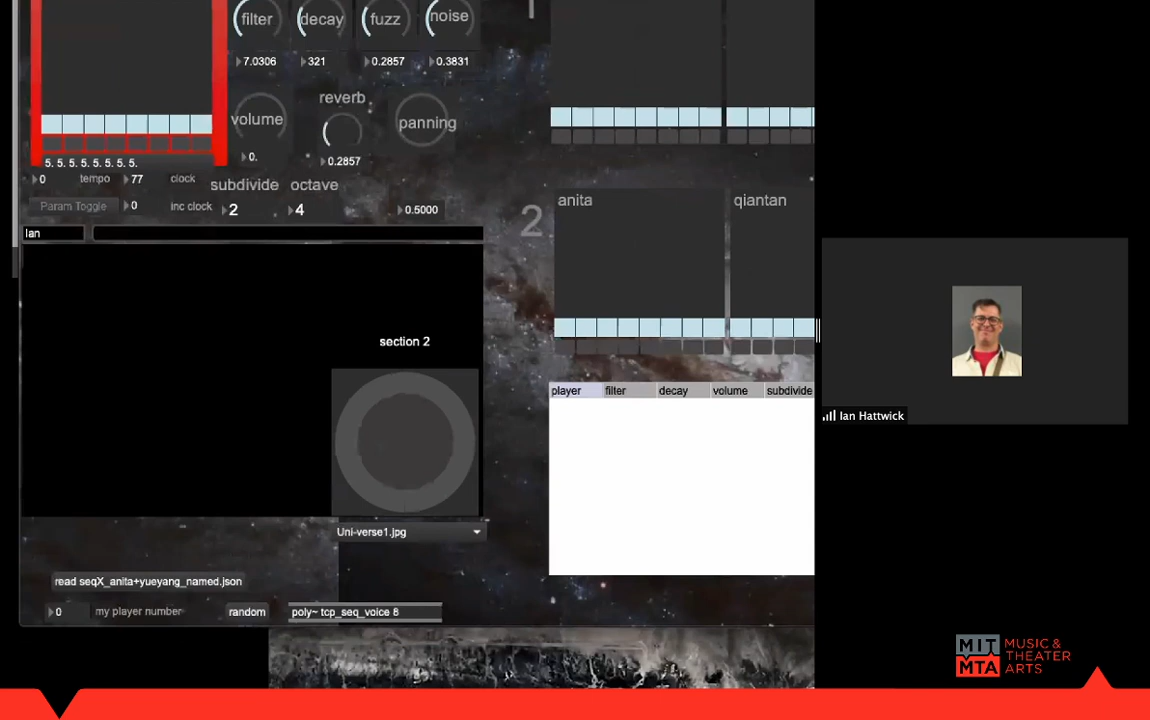 filter
decay
fuzz
noise
7.0306
321
0.2857
0.3831
reverb
volume
panning
0.
0.2857
5. 5. 5. 5. 5. 5. 5. 5.
0 tempo 77 clock
subdivide octave
Param Toggle 0 inc clock
2 4 0.5000
Ian
section 2
Uni-verse1.jpg
read seqX_anita+yueyang_named.json
0 my player number random poly~ tcp_seq_voice 8
2
anita qiantan
player filter decay volume subdivide
Ian Hattwick
MIT MUSIC &
THEATER
MTA ARTS